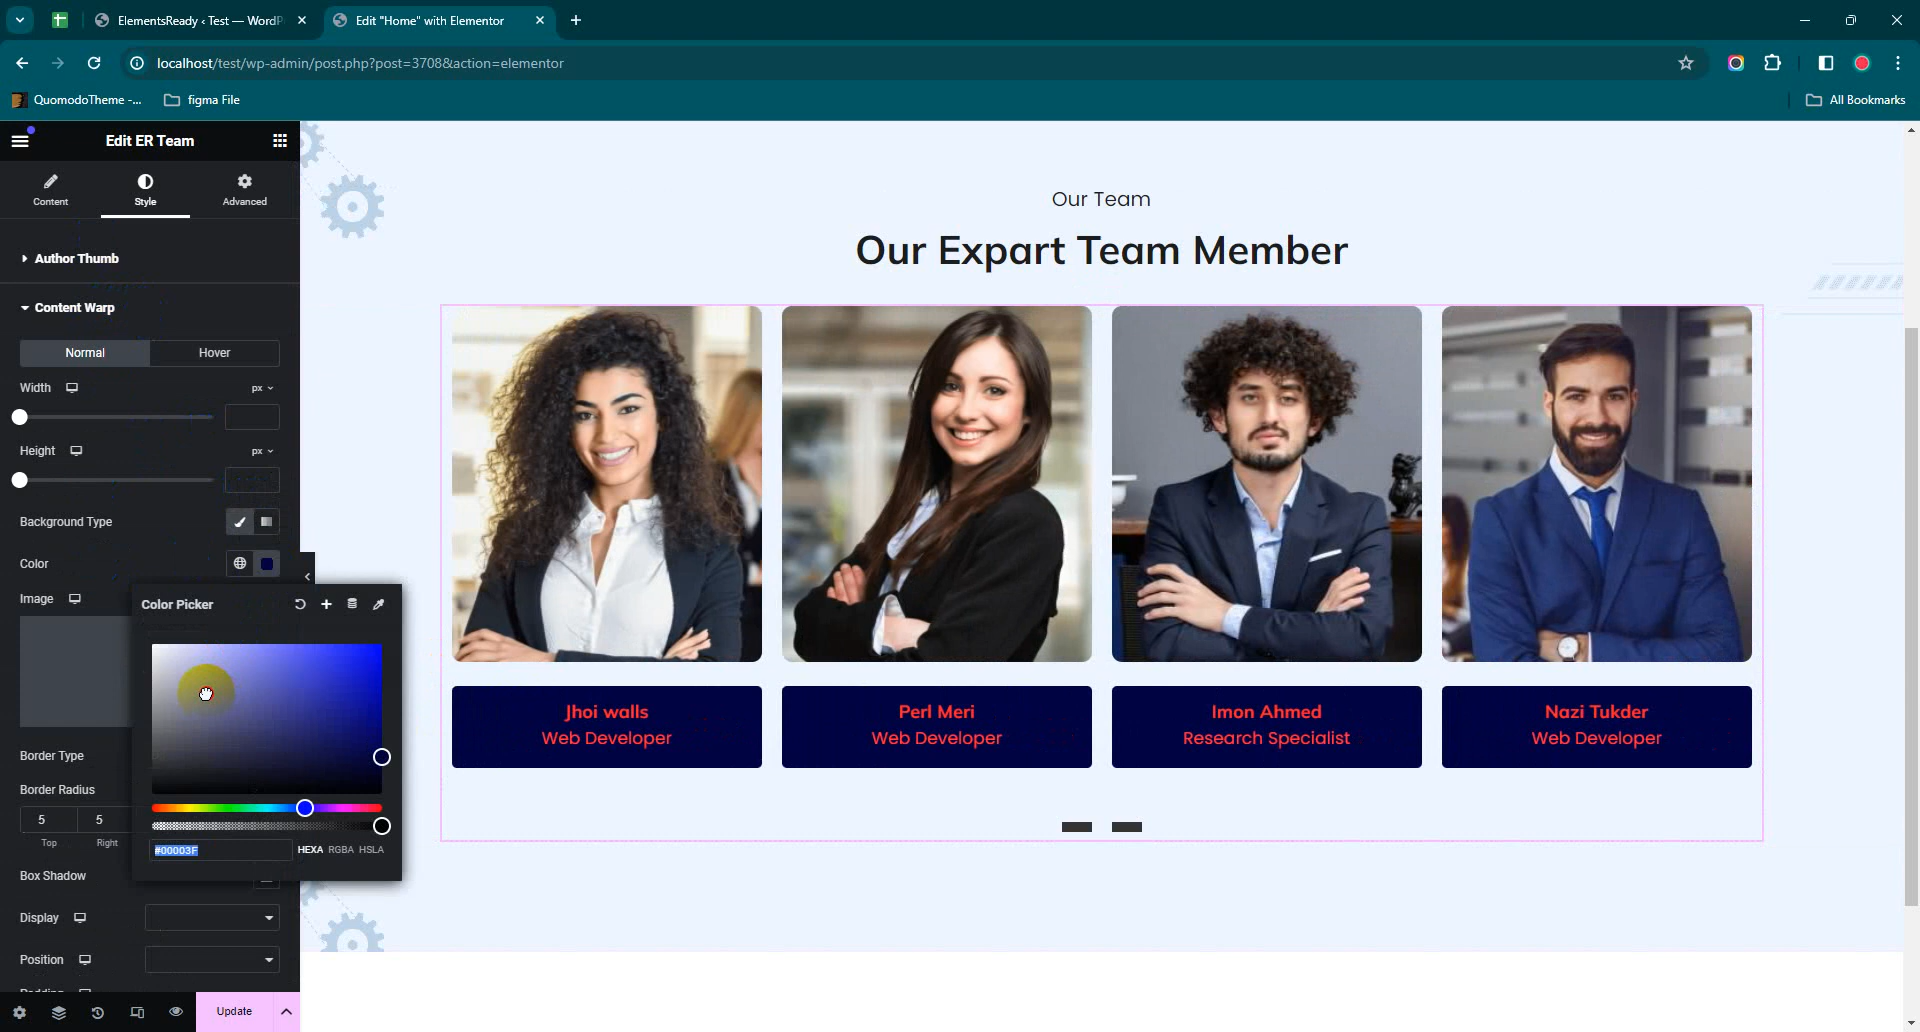 ElementsReady ‹ Test — WordP
Edit "Home" with Elementor
localhost/test/wp-admin/post.php?post=3708&action=elementor
QuomodoTheme -...
figma File
All Bookmarks
Edit ER Team
Content
Style
Advanced
Author Thumb
Content Warp
Normal
Hover
Width
px
Height
px
Background Type
Color
Image
Color Picker
#00003F
HEXA RGBA HSLA
Border Type
Border Radius
5
5
Top
Right
Box Shadow
Display
Position
Update
Our Team
Our Expart Team Member
Jhoi walls
Web Developer
Perl Meri
Web Developer
Imon Ahmed
Research Specialist
Nazi Tukder
Web Developer